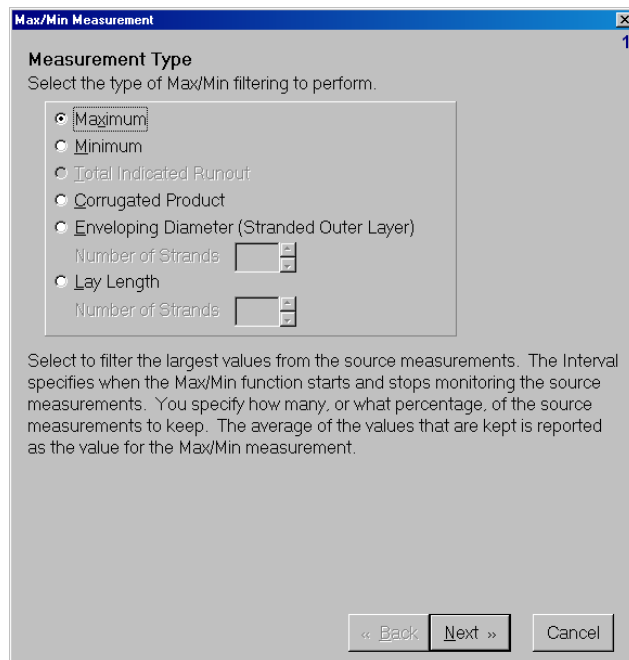 Max/Min Measurement
1
Measurement Type
Select the type of Max/Min filtering to perform.
Maximum
Minimum
Total Indicated Runout
Corrugated Product
Enveloping Diameter (Stranded Outer Layer)
Number of Strands
Lay Length
Number of Strands
Select to filter the largest values from the source measurements.  The Interval
specifies when the Max/Min function starts and stops monitoring the source
measurements.  You specify how many, or what percentage, of the source
measurements to keep.  The average of the values that are kept is reported
as the value for the Max/Min measurement.
« Back Next » Cancel